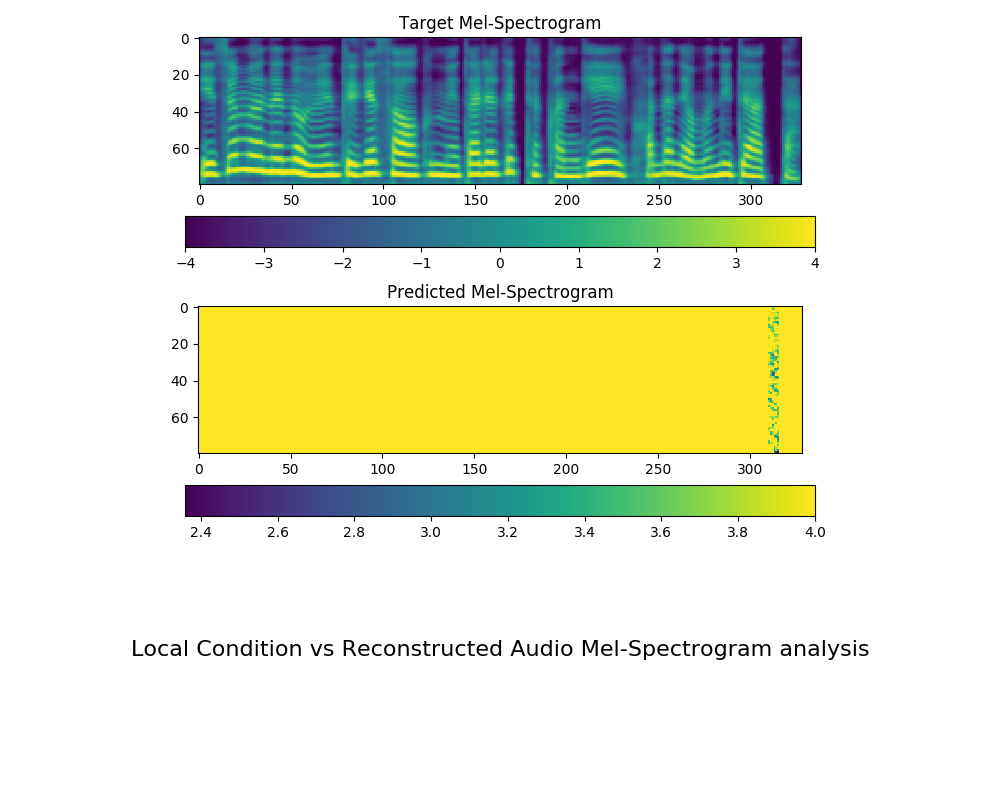 Target Mel-Spectrogram
0
20
40
60
0 50 100 150 200 250 300
−4 −3 −2 −1 0 1 2 3 4
Predicted Mel-Spectrogram
0
20
40
60
0 50 100 150 200 250 300
2.4 2.6 2.8 3.0 3.2 3.4 3.6 3.8 4.0
Local Condition vs Reconstructed Audio Mel-Spectrogram analysis